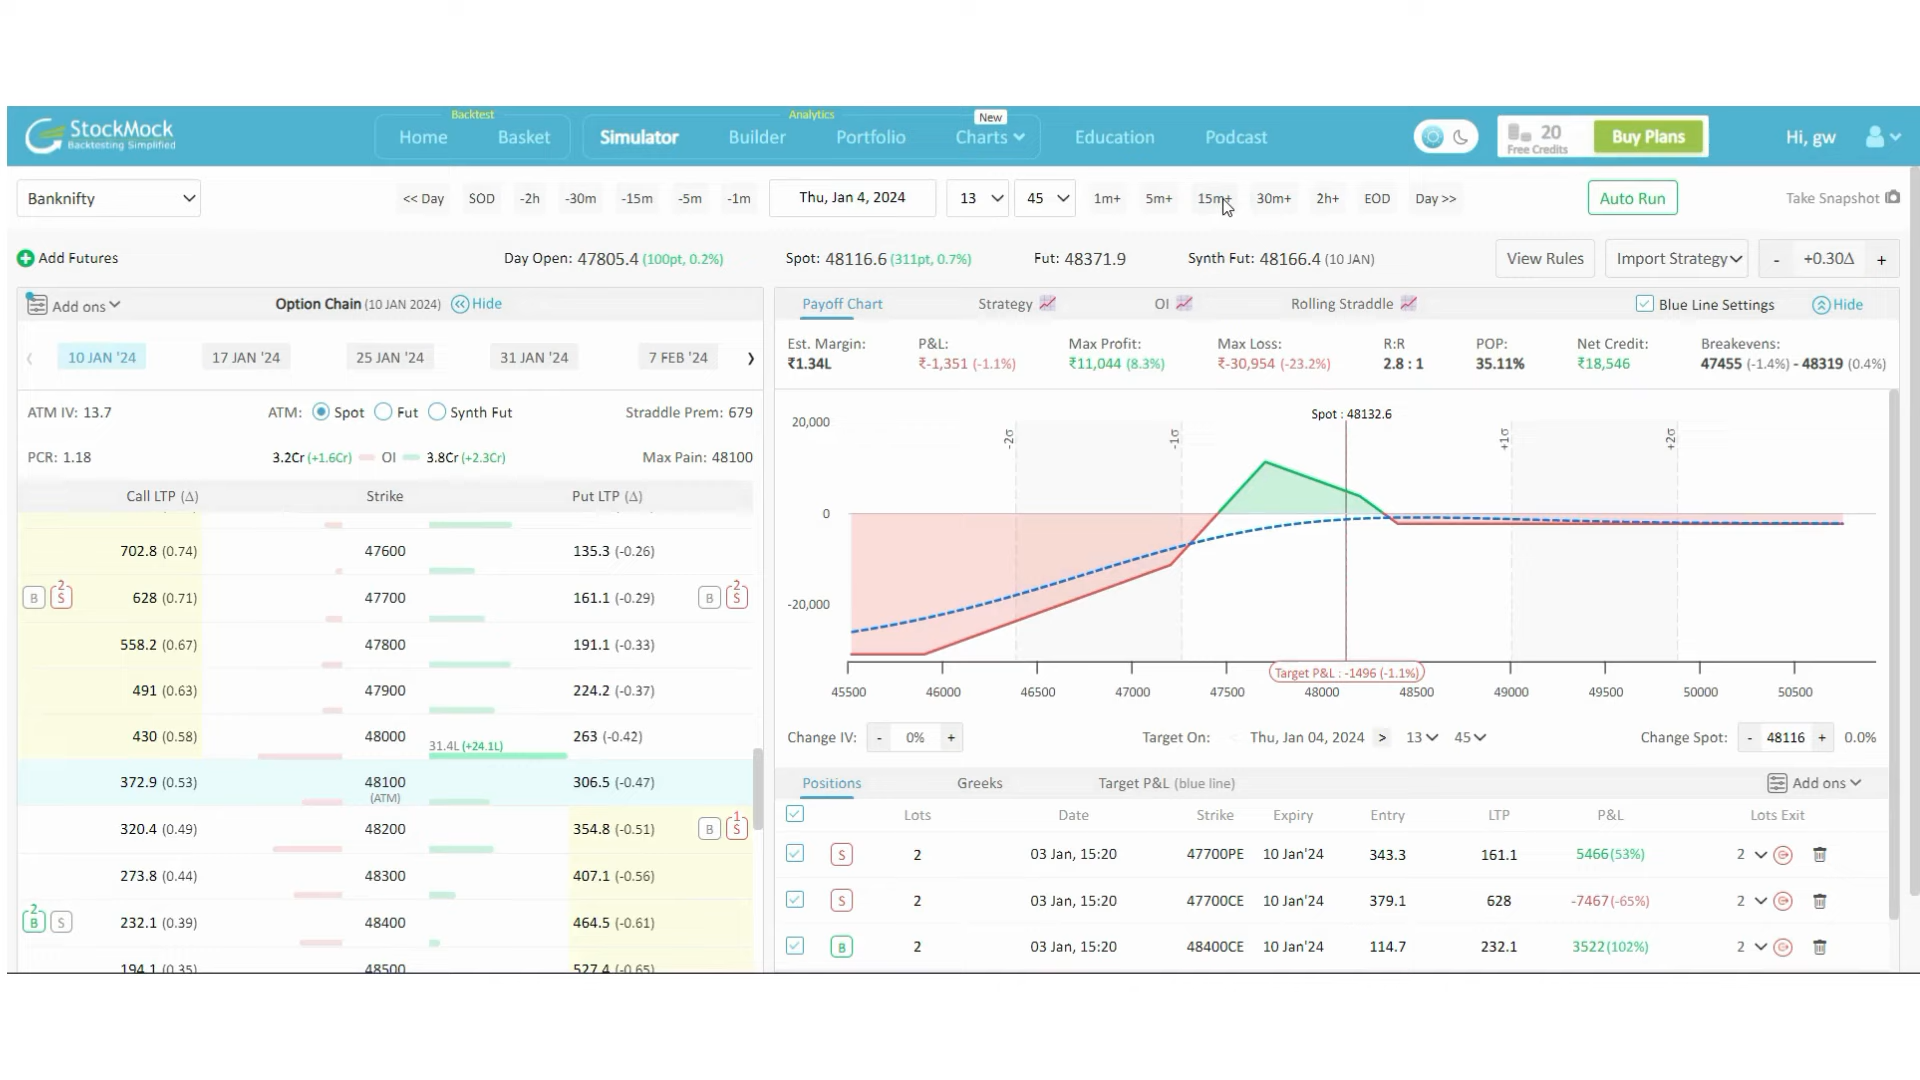 Backtest
Analytics
New
StockMock
Backtesting Simplified
Home
Basket
Simulator
Builder
Portfolio
Charts
Education
Podcast
20
Free Credits
Buy Plans
Hi, gw
Banknifty
<< Day
SOD
-2h
-30m
-15m
-5m
-1m
Thu, Jan 4, 2024
13
45
1m+
5m+
15m+
30m+
2h+
EOD
Day >>
Auto Run
Take Snapshot
Add Futures
Day Open: 47805.4 (100pt, 0.2%)
Spot: 48116.6 (311pt, 0.7%)
Fut: 48371.9
Synth Fut: 48166.4 (10 JAN)
View Rules
Import Strategy
- +0.30Δ +
Add ons
Option Chain (10 JAN 2024)
Hide
10 JAN '24
17 JAN '24
25 JAN '24
31 JAN '24
7 FEB '24
ATM IV: 13.7
ATM: Spot Fut Synth Fut
Straddle Prem: 679
PCR: 1.18
3.2Cr (+1.6Cr) OI 3.8Cr (+2.3Cr)
Max Pain: 48100
Call LTP (Δ) Strike Put LTP (Δ)
702.8 (0.74) 47600 135.3 (-0.26)
B 2 S 628 (0.71) 47700 161.1 (-0.29) B 2 S
558.2 (0.67) 47800 191.1 (-0.33)
491 (0.63) 47900 224.2 (-0.37)
430 (0.58) 48000 31.4L (+24.1L) 263 (-0.42)
372.9 (0.53) 48100 306.5 (-0.47)
(ATM)
320.4 (0.49) 48200 354.8 (-0.51) B 1 S
273.8 (0.44) 48300 407.1 (-0.56)
2 B S 232.1 (0.39) 48400 464.5 (-0.61)
194.1 (0.35) 48500 527.4 (-0.65)
Payoff Chart
Strategy
OI
Rolling Straddle
Blue Line Settings
Hide
Est. Margin: P&L: Max Profit: Max Loss: R:R POP: Net Credit: Breakevens:
₹1.34L ₹-1,351 (-1.1%) ₹11,044 (8.3%) ₹-30,954 (-23.2%) 2.8 : 1 35.11% ₹18,546 47455 (-1.4%) - 48319 (0.4%)
Spot : 48132.6
20,000
0
-20,000
-2σ
-1σ
+1σ
+2σ
Target P&L : -1496 (-1.1%)
45500 46000 46500 47000 47500 48000 48500 49000 49500 50000 50500
Change IV: - 0% +
Target On: Thu, Jan 04, 2024 > 13 45
Change Spot: - 48116 + 0.0%
Positions
Greeks
Target P&L (blue line)
Add ons
Lots Date Strike Expiry Entry LTP P&L Lots Exit
S 2 03 Jan, 15:20 47700PE 10 Jan'24 343.3 161.1 5466(53%) 2
S 2 03 Jan, 15:20 47700CE 10 Jan'24 379.1 628 -7467(-65%) 2
B 2 03 Jan, 15:20 48400CE 10 Jan'24 114.7 232.1 3522(102%) 2